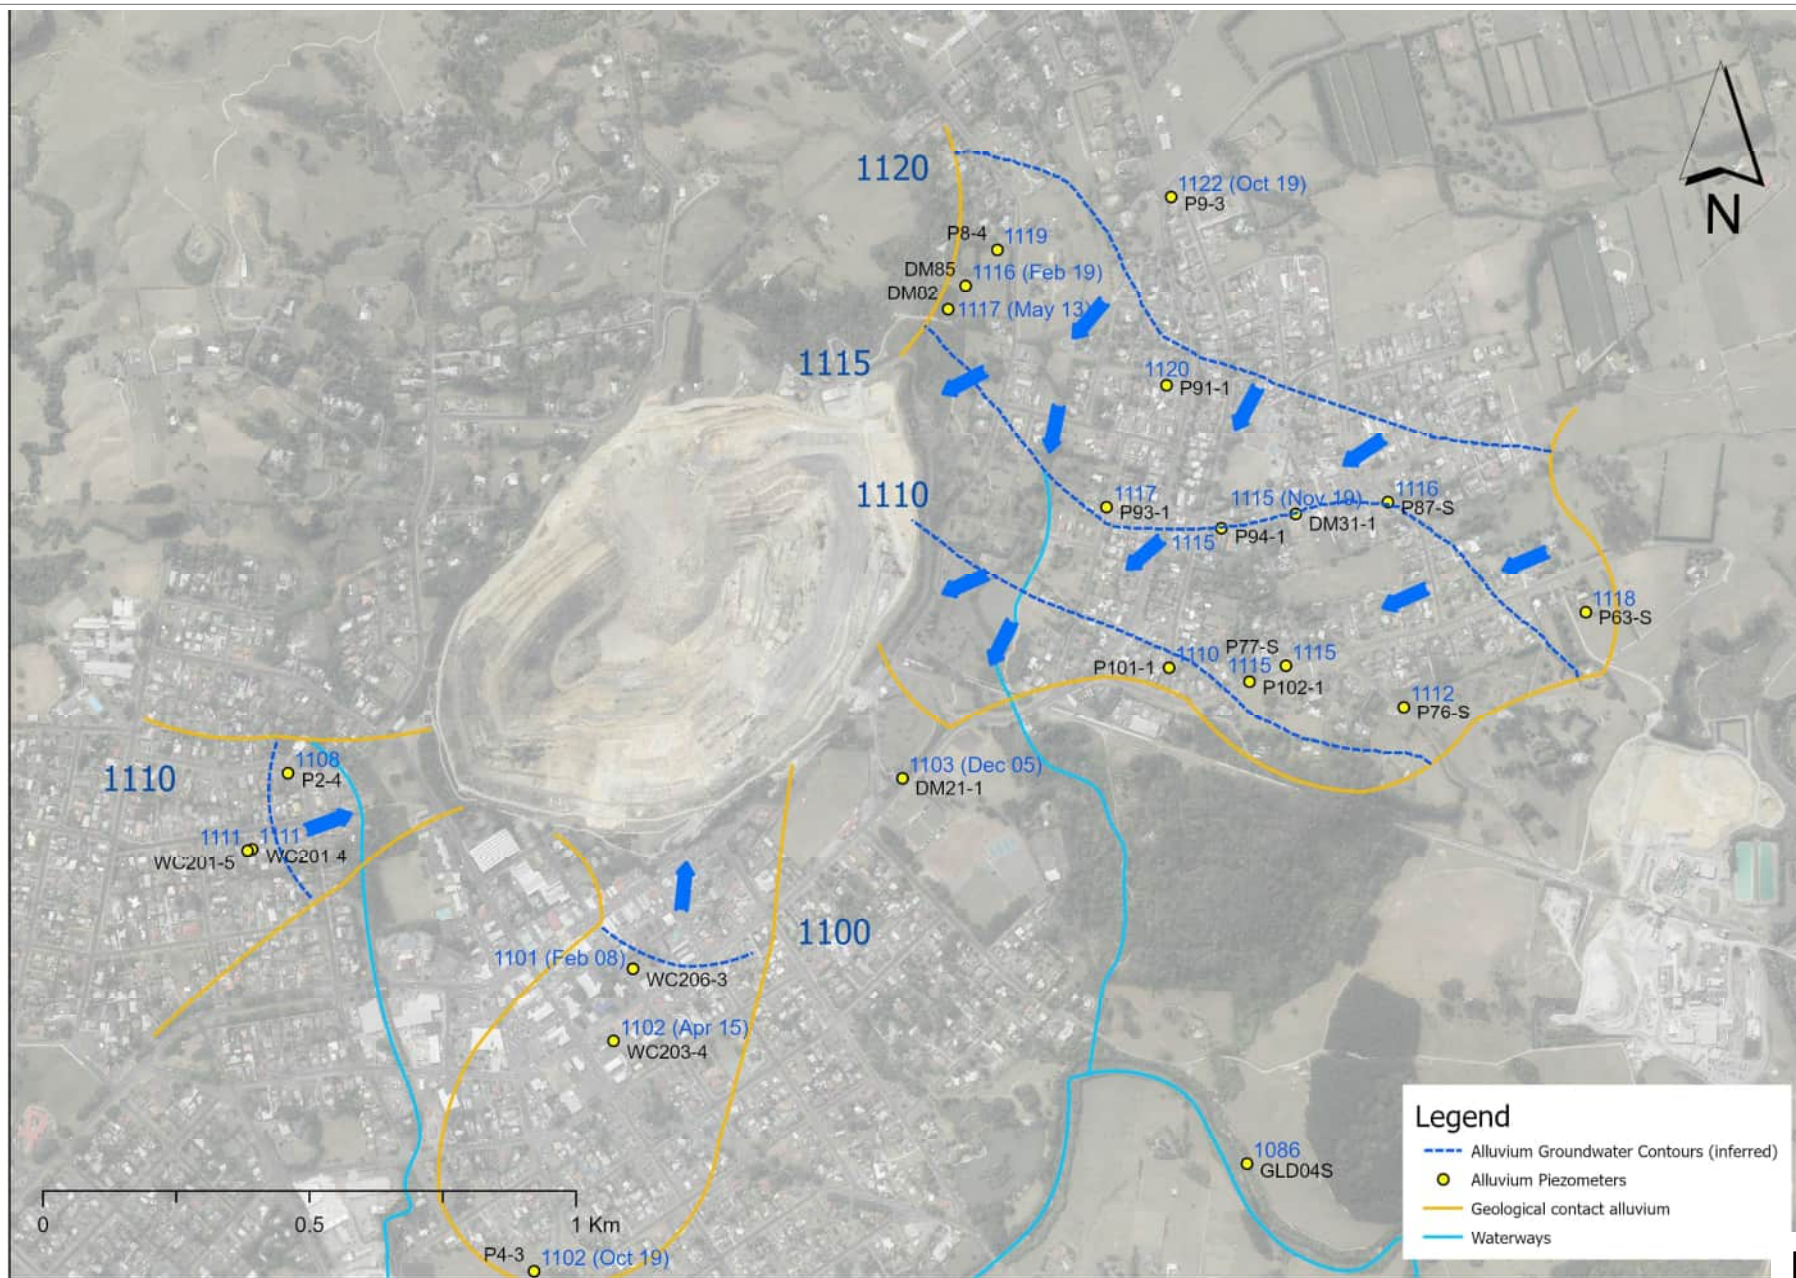 1120
1122 (Oct 19)
P9-3
N
P8-4
1119
DM85
1116 (Feb 19)
DM02
1117 (May 13)
1115
1120
P91-1
1110
1117
P93-1
1115 (Nov 19)
DM31-1
1116
P87-S
1115
P94-1
1118
P63-S
P101-1
1110
P77-S
1115
1115
P102-1
1112
P76-S
1110
1108
P2-4
1103 (Dec 05)
DM21-1
1111
1111
WC201-5
WC201-4
1100
1101 (Feb 08)
WC206-3
1102 (Apr 15)
WC203-4
1086
GLD04S
0
0.5
1 Km
P4-3
1102 (Oct 19)
Legend
Alluvium Groundwater Contours (inferred)
Alluvium Piezometers
Geological contact alluvium
Waterways